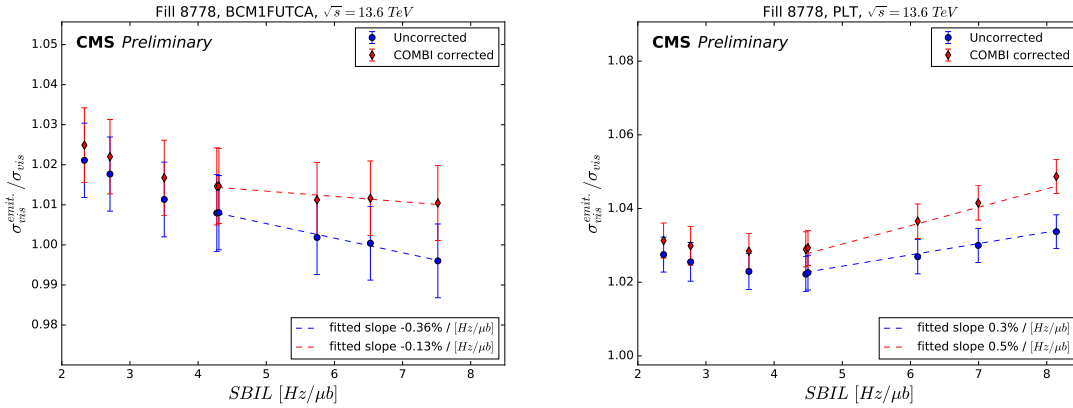 Fill 8778, BCM1FUTCA, √s = 13.6 TeV
CMS Preliminary
Uncorrected
COMBI corrected
1.05
1.04
1.03
1.02
1.01
1.00
0.99
0.98
σ_vis^emit. /σ_vis
fitted slope -0.36% / [Hz/μb]
fitted slope -0.13% / [Hz/μb]
2 3 4 5 6 7 8
SBIL [Hz/μb]
Fill 8778, PLT, √s = 13.6 TeV
CMS Preliminary
Uncorrected
COMBI corrected
1.08
1.06
1.04
1.02
1.00
σ_vis^emit. /σ_vis
fitted slope 0.3% / [Hz/μb]
fitted slope 0.5% / [Hz/μb]
2 3 4 5 6 7 8
SBIL [Hz/μb]